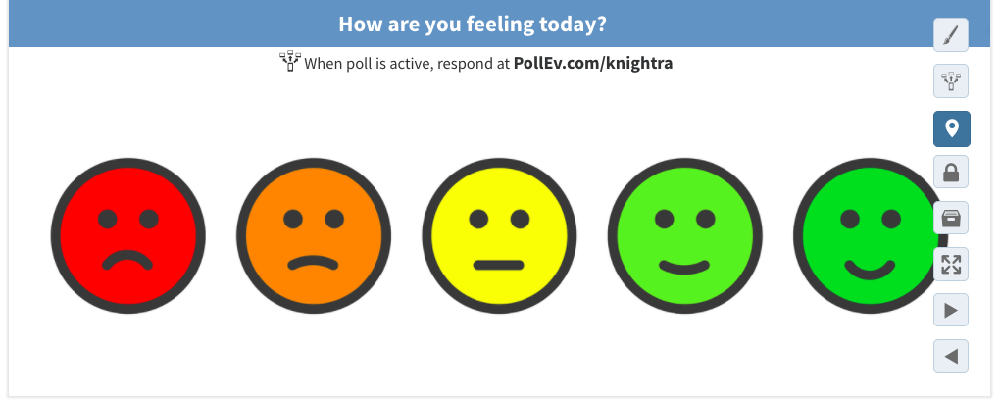 How are you feeling today?
When poll is active, respond at PollEv.com/knightra